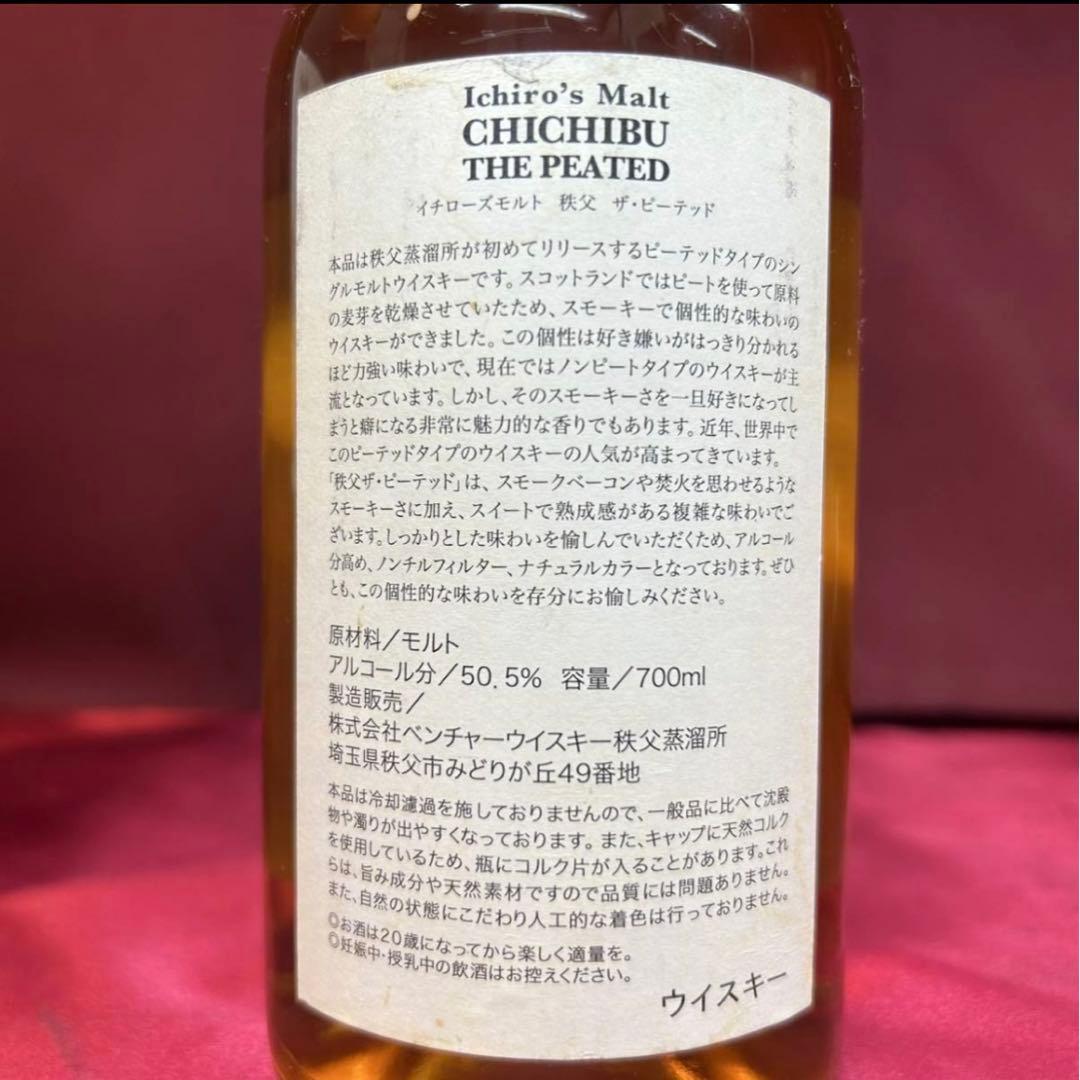 Ichiro's Malt
CHICHIBU
THE PEATED
イチローズモルト 秩父 ザ・ピーテッド
本品は秩父蒸溜所が初めてリリースするピーテッドタイプのシン
グルモルトウイスキーです。スコットランドではピートを使って原料
の麦芽を乾燥させていたため、スモーキーで個性的な味わいの
ウイスキーができました。この個性は好き嫌いがはっきり分かれる
ほど力強い味わいで、現在ではノンピートタイプのウイスキーが主
流となっています。しかし、そのスモーキーさを一旦好きになってし
まうと癖になる非常に魅力的な香りでもあります。近年、世界中で
このピーテッドタイプのウイスキーの人気が高まってきています。
「秩父ザ・ピーテッド」は、スモークベーコンや焚火を思わせるような
スモーキーさに加え、スイートで熟成感がある複雑な味わいでご
ざいます。しっかりとした味わいを愉しんでいただくため、アルコール
分高め、ノンチルフィルター、ナチュラルカラーとなっております。ぜひ
とも、この個性的な味わいを存分にお愉しみください。
原材料／モルト
アルコール分／50.5% 容量／700ml
製造販売／
株式会社ベンチャーウイスキー秩父蒸溜所
埼玉県秩父市みどりが丘49番地
本品は冷却濾過を施しておりませんので、一般品に比べて沈殿
物や濁りが出やすくなっております。また、キャップに天然コルク
を使用しているため、瓶にコルク片が入ることがあります。これ
らは、旨み成分や天然素材ですので品質には問題ありません。
また、自然の状態にこだわり人工的な着色は行っておりません。
◎お酒は20歳になってから楽しく適量を。
◎妊娠中・授乳中の飲酒はお控えください。
ウイスキー